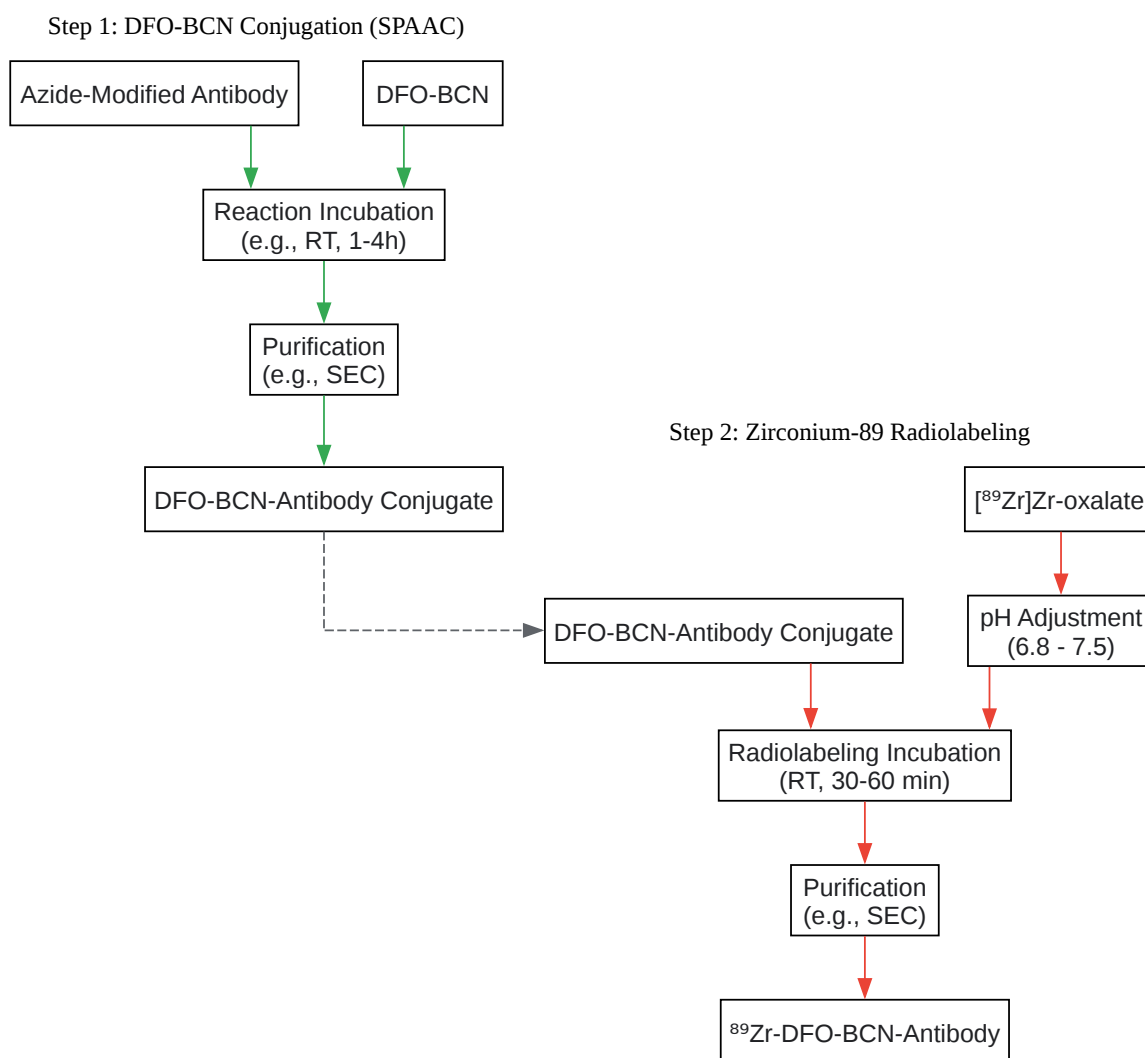 Step 1: DFO-BCN Conjugation (SPAAC)
Azide-Modified Antibody
DFO-BCN
Reaction Incubation
(e.g., RT, 1-4h)
Purification
(e.g., SEC)
DFO-BCN-Antibody Conjugate
Step 2: Zirconium-89 Radiolabeling
[⁸⁹Zr]Zr-oxalate
pH Adjustment
(6.8 - 7.5)
DFO-BCN-Antibody Conjugate
Radiolabeling Incubation
(RT, 30-60 min)
Purification
(e.g., SEC)
⁸⁹Zr-DFO-BCN-Antibody